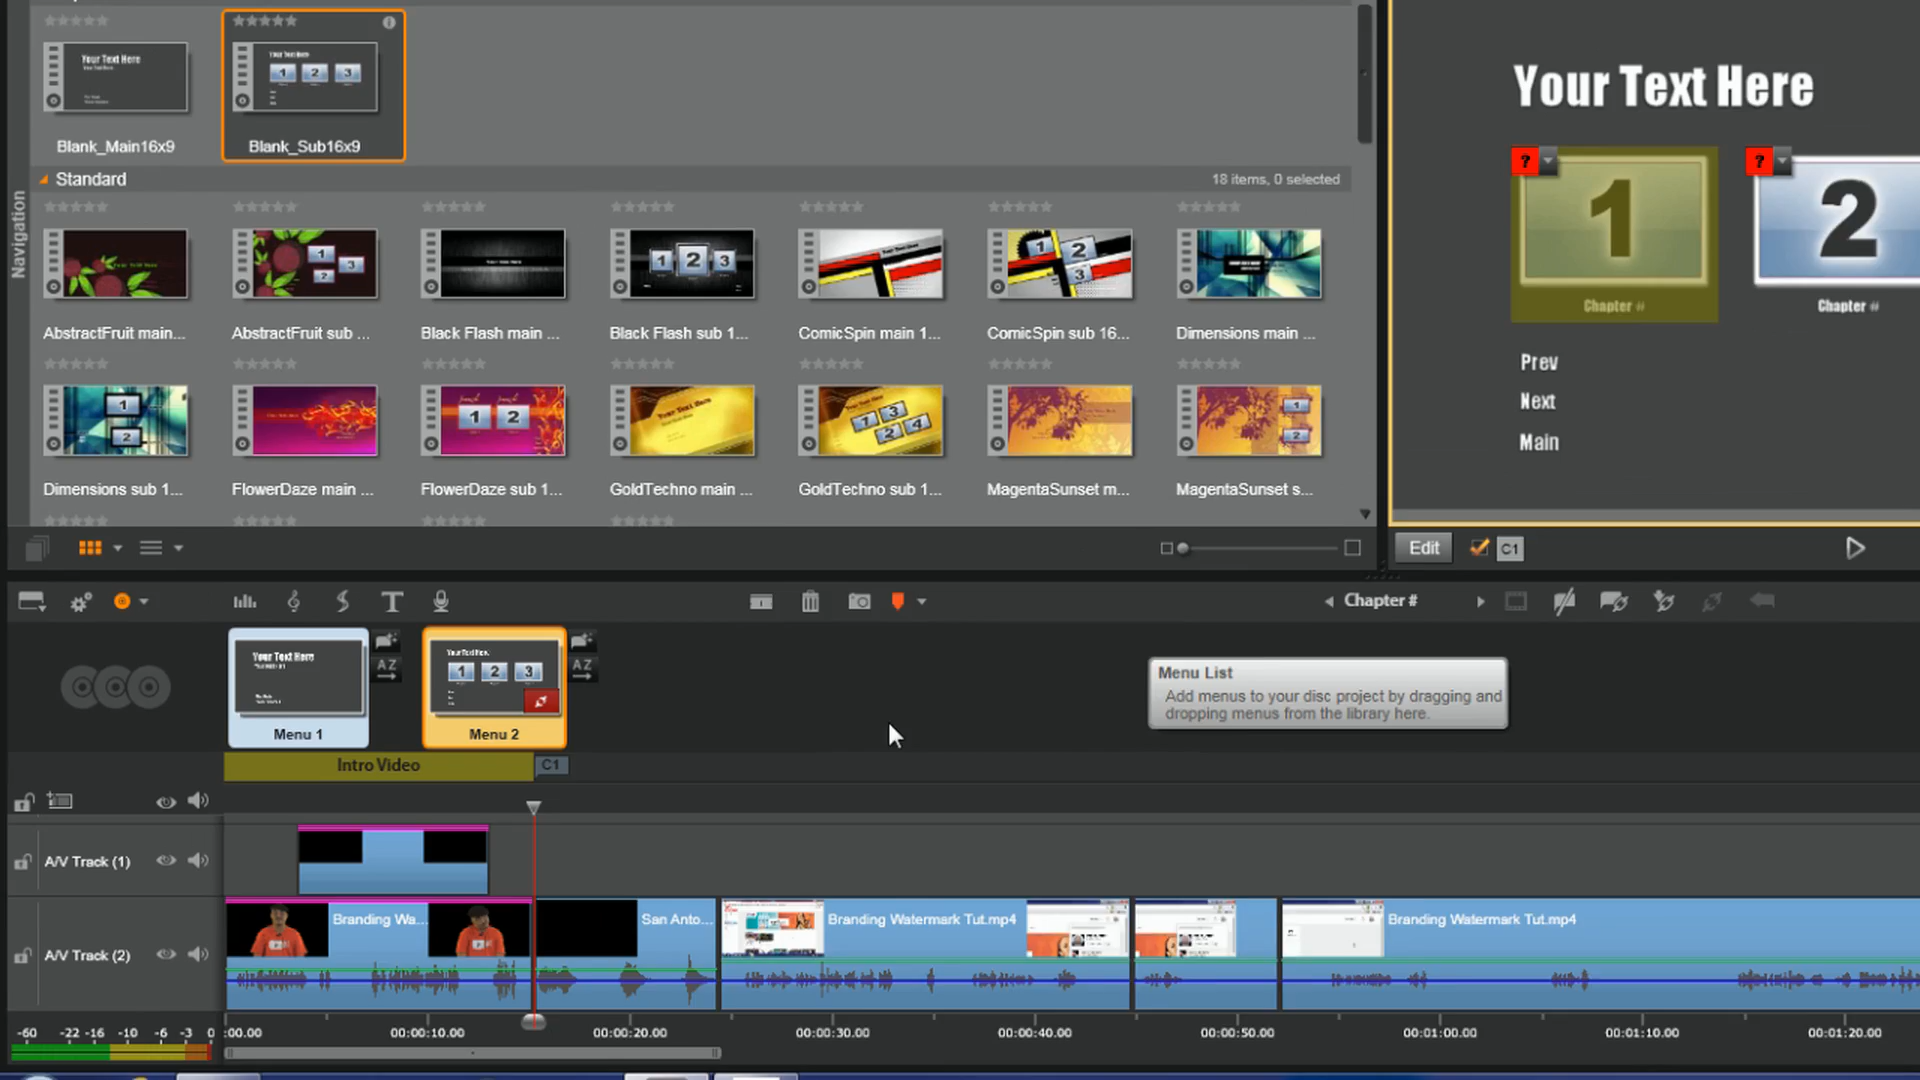 Blank_Main16x9
Blank_Sub16x9
Navigation
Standard
18 items, 0 selected
AbstractFruit main...
AbstractFruit sub ...
Black Flash main ...
Black Flash sub 1...
ComicSpin main 1...
ComicSpin sub 16...
Dimensions main ...
Dimensions sub 1...
FlowerDaze main ...
FlowerDaze sub 1...
GoldTechno main ...
GoldTechno sub 1...
MagentaSunset m...
MagentaSunset s...
Your Text Here
? ?
1 2
Chapter # Chapter #
Prev
Next
Main
Edit C1
Chapter #
Your Text Here
AZ
Menu 1
Your Text Here
1 2 3
AZ
Menu 2
Menu List
Add menus to your disc project by dragging and
dropping menus from the library here.
Intro Video C1
A/V Track (1)
A/V Track (2)
Branding Wa...
San Anto...
Branding Watermark Tut.mp4
Branding Watermark Tut.mp4
-60 -22 -16 -10 -6 -3 0
:00.00 00:00:10.00 00:00:20.00 00:00:30.00 00:00:40.00 00:00:50.00 00:01:00.00 00:01:10.00 00:01:20.00